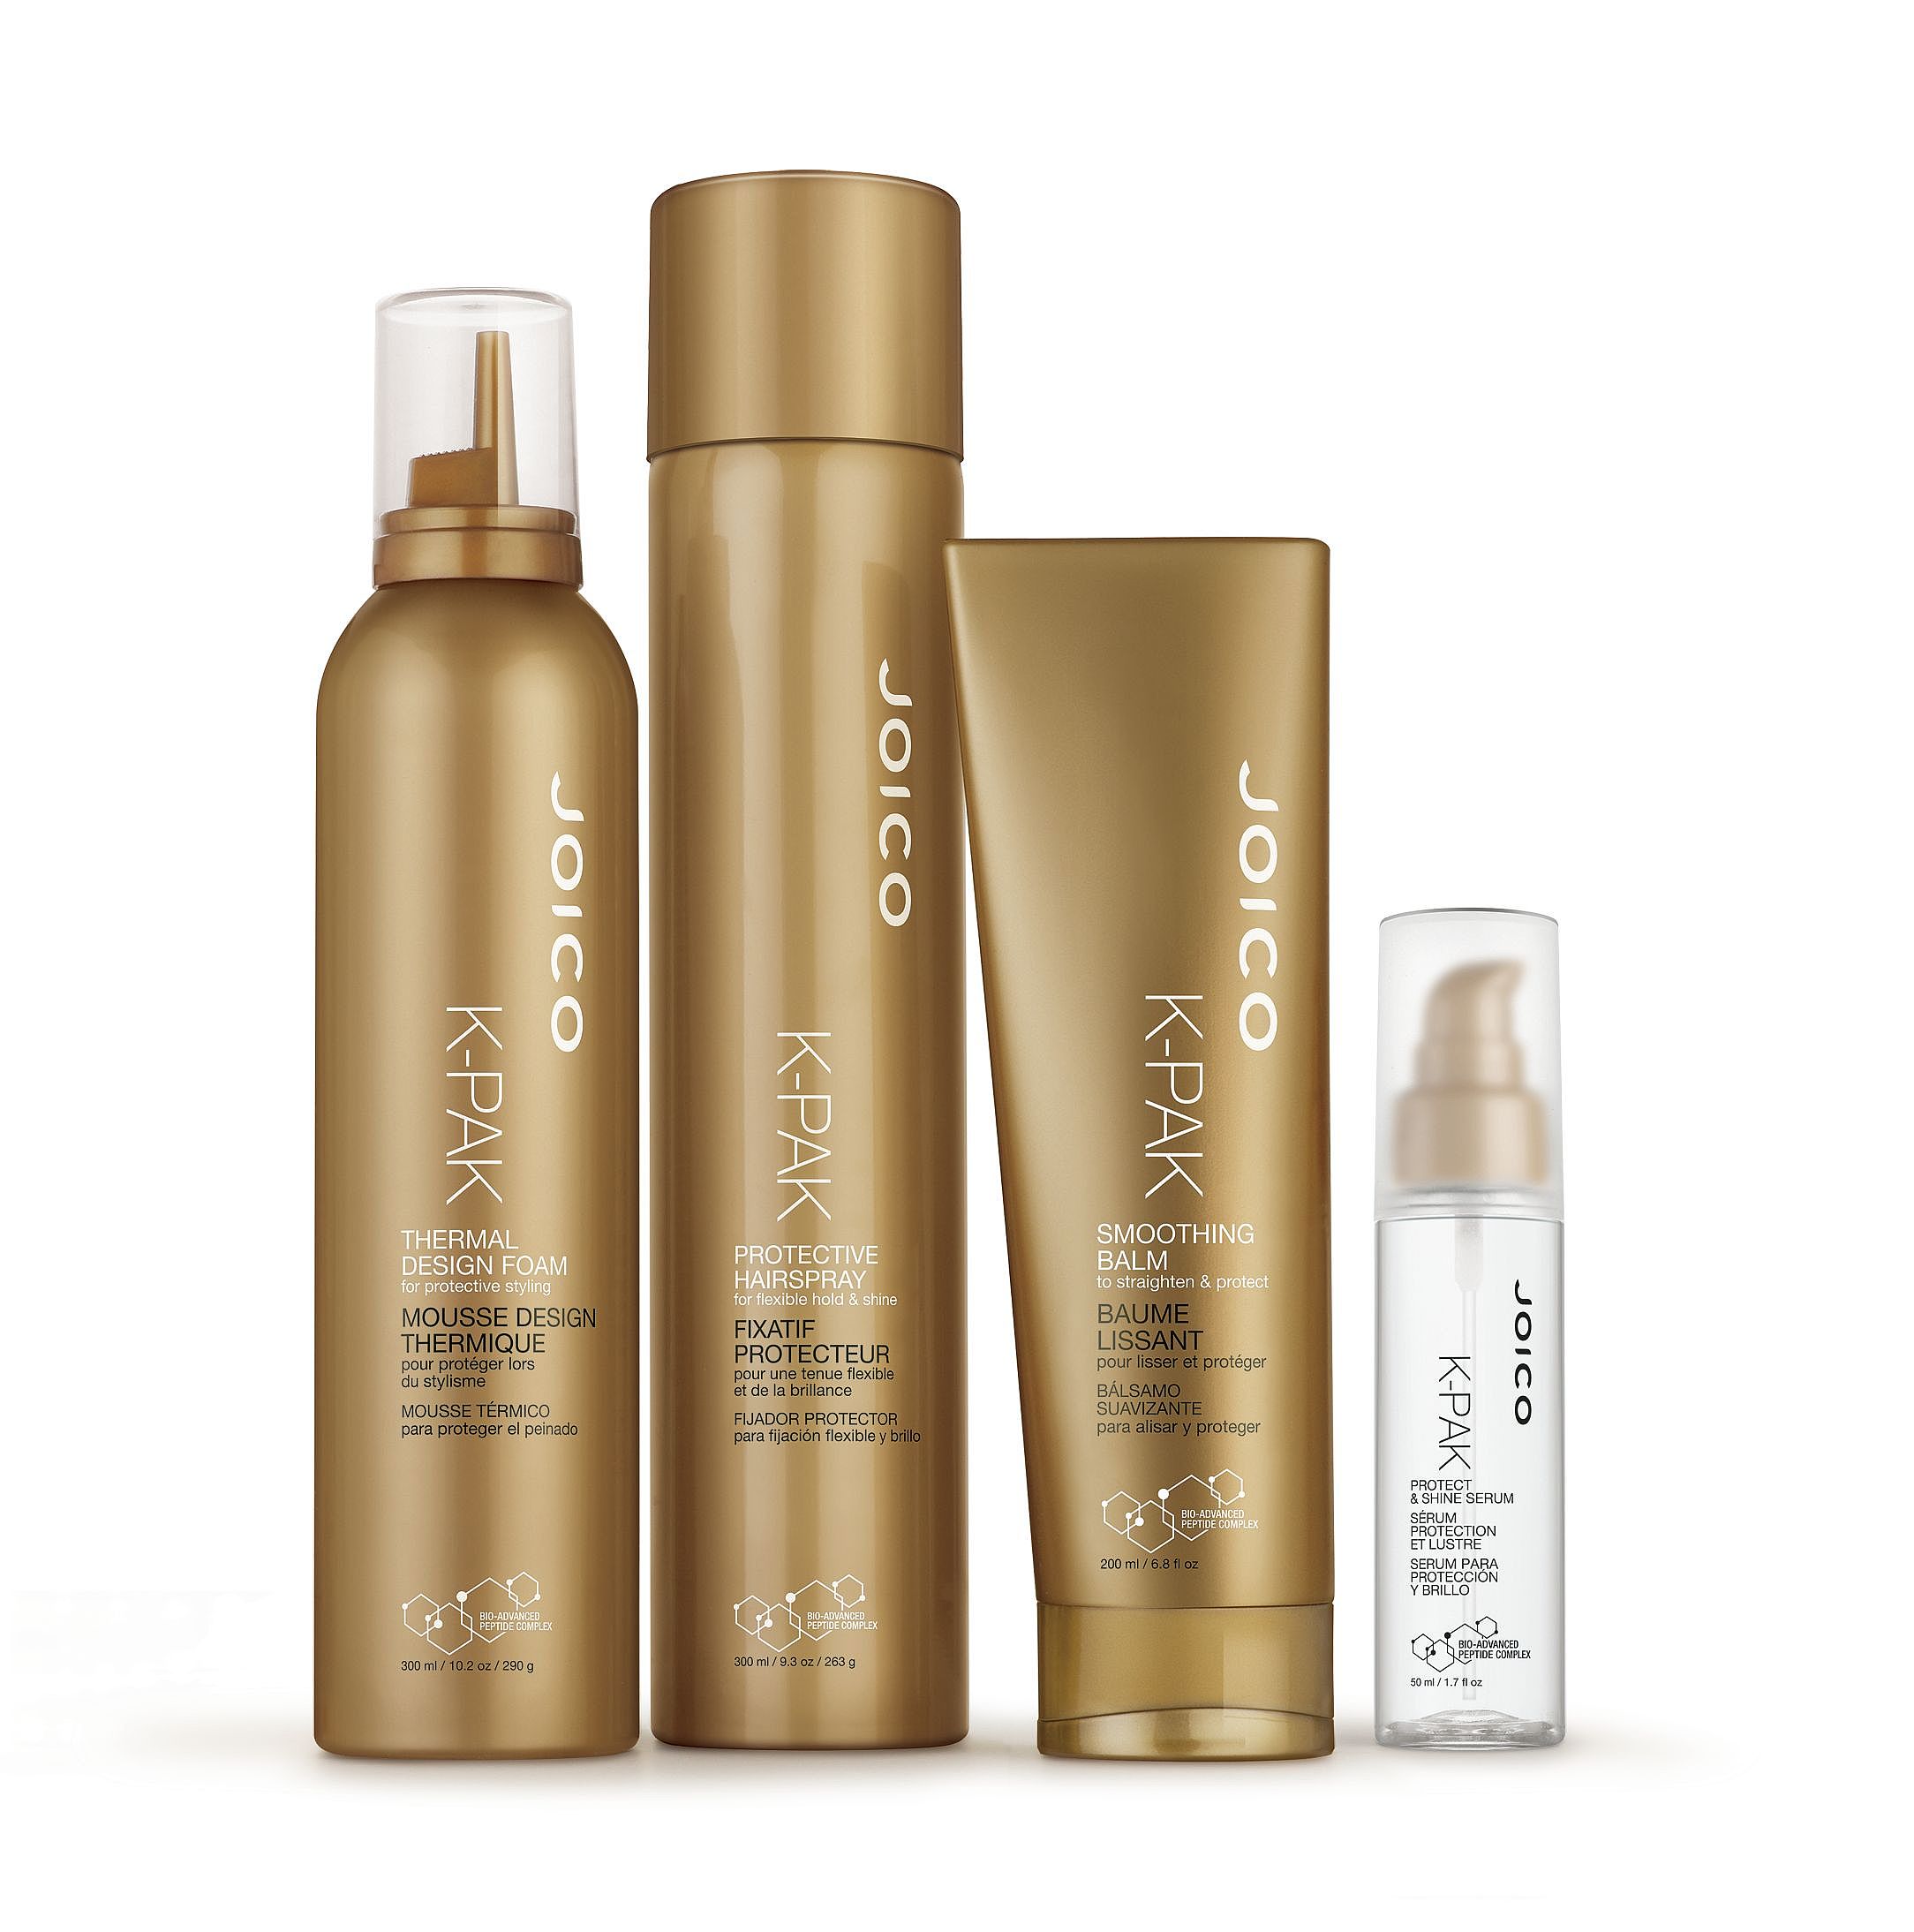 JOICO
K-PAK
THERMAL
DESIGN FOAM
for protective styling
MOUSSE DESIGN
THERMIQUE
pour protéger lors
du stylisme
MOUSSE TÉRMICO
para proteger el peinado
BIO-ADVANCED
PEPTIDE COMPLEX
300 ml / 10.2 oz / 290 g
JOICO
K-PAK
PROTECTIVE
HAIRSPRAY
for flexible hold & shine
FIXATIF
PROTECTEUR
pour une tenue flexible
et de la brillance
FIJADOR PROTECTOR
para fijación flexible y brillo
BIO-ADVANCED
PEPTIDE COMPLEX
300 ml / 9.3 oz / 263 g
JOICO
K-PAK
SMOOTHING
BALM
to straighten & protect
BAUME
LISSANT
pour lisser et protéger
BÁLSAMO
SUAVIZANTE
para alisar y proteger
BIO-ADVANCED
PEPTIDE COMPLEX
200 ml / 6.8 fl oz
JOICO
K-PAK
PROTECT
& SHINE SERUM
SÉRUM
PROTECTION
ET LUSTRE
SERUM PARA
PROTECCIÓN
Y BRILLO
BIO-ADVANCED
PEPTIDE COMPLEX
50 ml / 1.7 fl oz